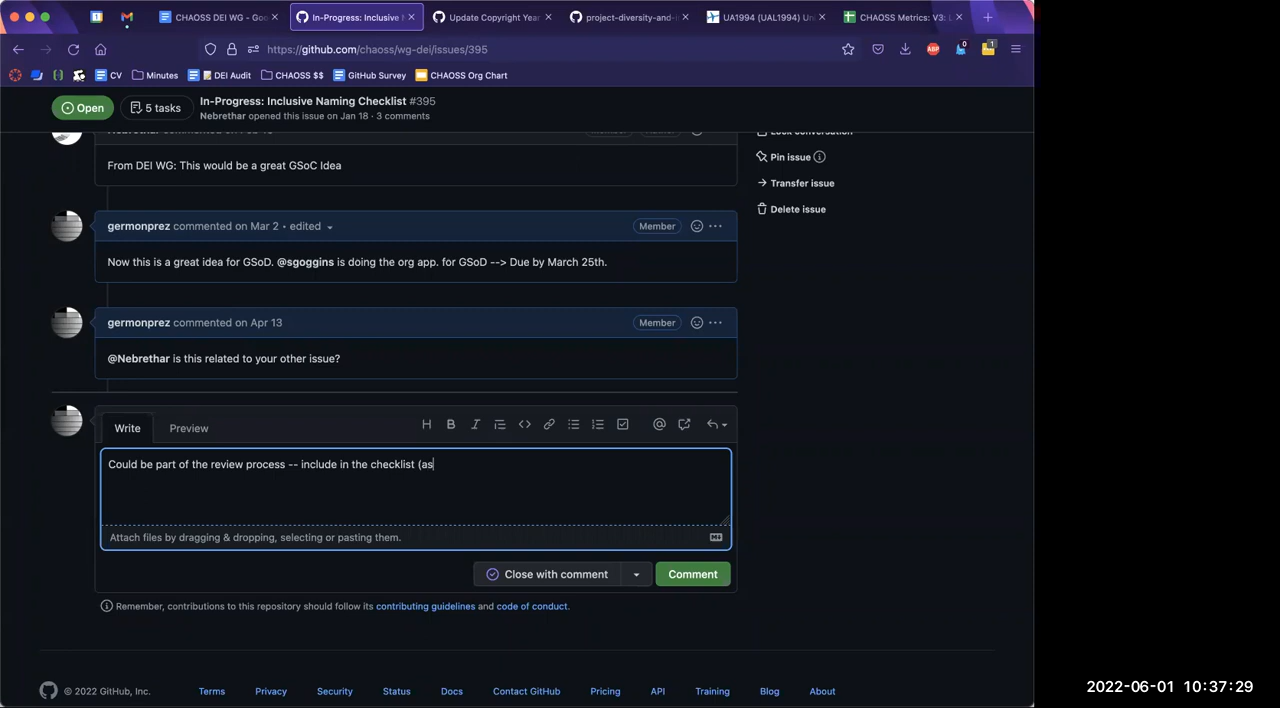 CHAOSS DEI WG - Goo
In-Progress: Inclusive N
Update Copyright Year
project-diversity-and-i
UA1994 (UAL1994) Uni
CHAOSS Metrics: V3: L
https://github.com/chaoss/wg-dei/issues/395
ABP
0
1
CV
Minutes
DEI Audit
CHAOSS $$
GitHub Survey
CHAOSS Org Chart
Open
5 tasks
In-Progress: Inclusive Naming Checklist #395
Nebrethar opened this issue on Jan 18 · 3 comments
Lock conversation
From DEI WG: This would be a great GSoC Idea
Pin issue
Transfer issue
Delete issue
germonprez commented on Mar 2 • edited
Member
Now this is a great idea for GSoD. @sgoggins is doing the org app. for GSoD --> Due by March 25th.
germonprez commented on Apr 13
Member
@Nebrethar is this related to your other issue?
Write
Preview
Could be part of the review process -- include in the checklist (as
Attach files by dragging & dropping, selecting or pasting them.
Close with comment
Comment
Remember, contributions to this repository should follow its contributing guidelines and code of conduct.
© 2022 GitHub, Inc.
Terms
Privacy
Security
Status
Docs
Contact GitHub
Pricing
API
Training
Blog
About
2022-06-01 10:37:29